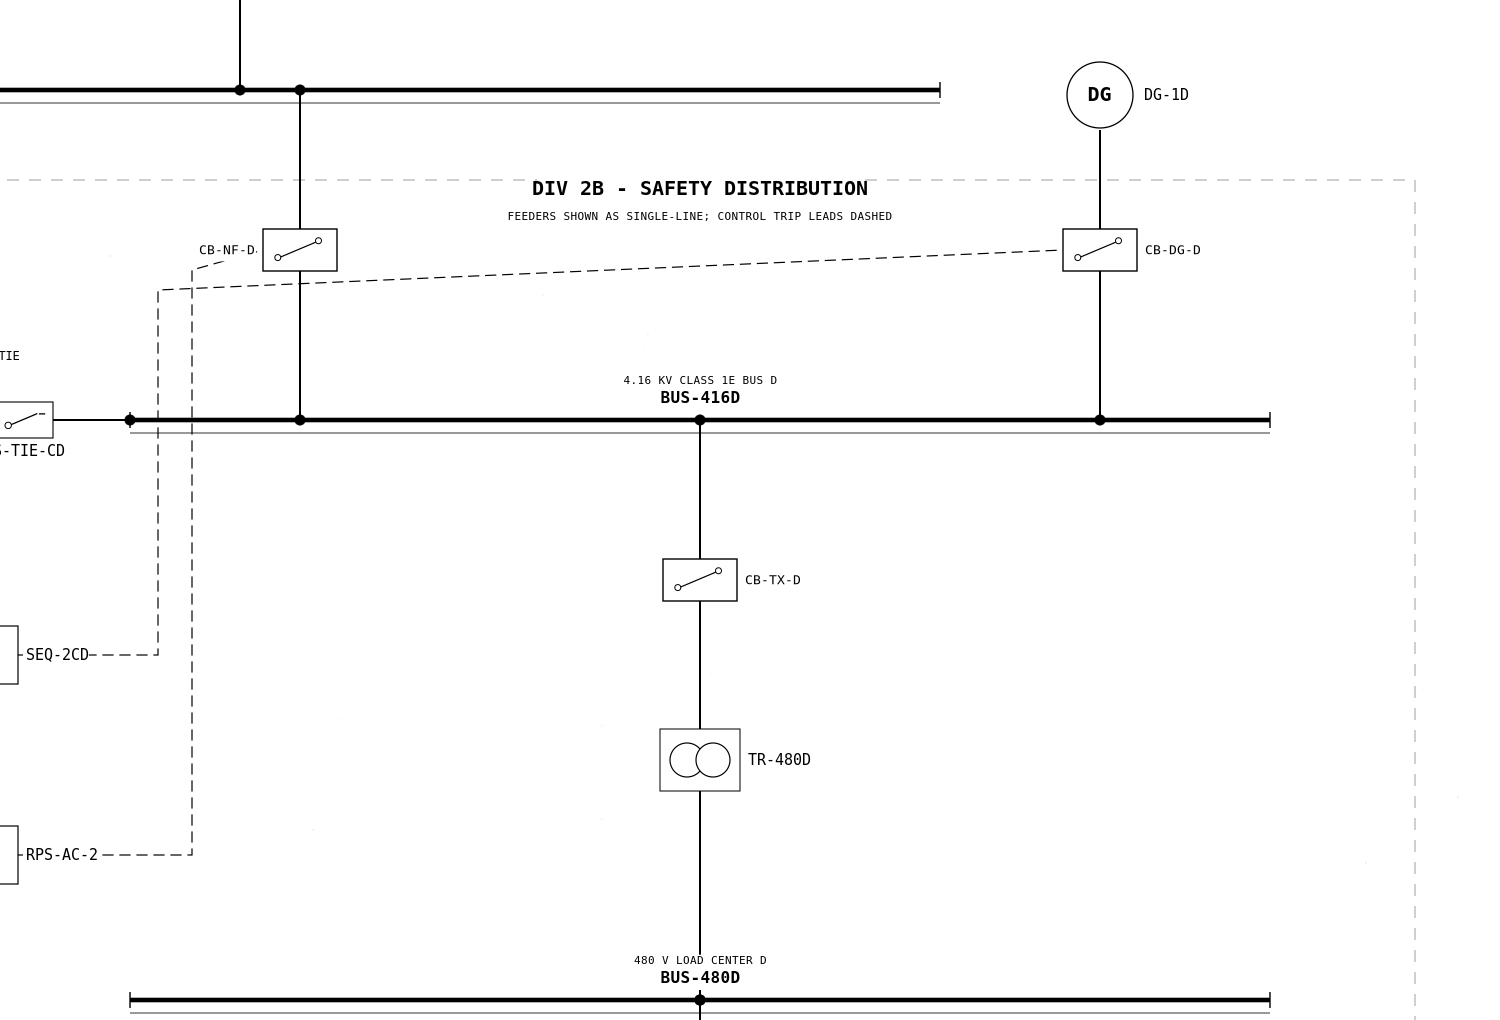 DG
DG-1D
DIV 2B - SAFETY DISTRIBUTION
FEEDERS SHOWN AS SINGLE-LINE; CONTROL TRIP LEADS DASHED
CB-NF-D
CB-DG-D
TIE
4.16 KV CLASS 1E BUS D
BUS-416D
-TIE-CD
CB-TX-D
SEQ-2CD
TR-480D
RPS-AC-2
480 V LOAD CENTER D
BUS-480D